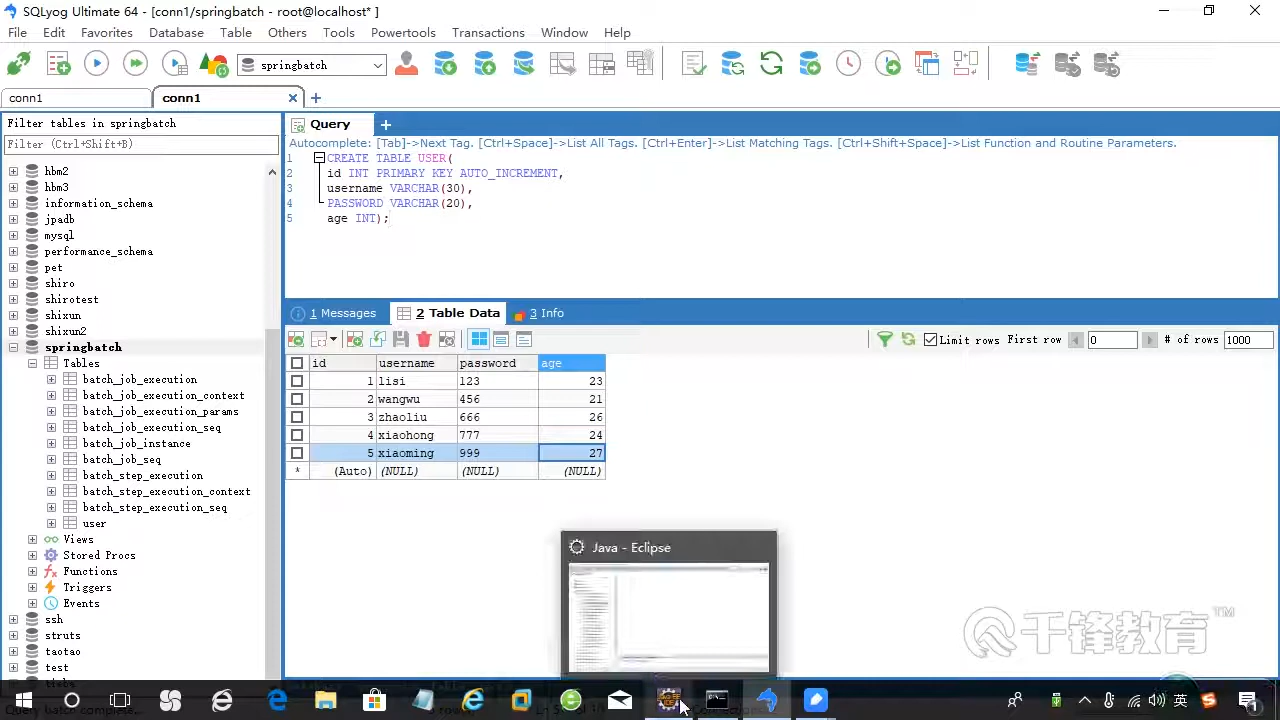 SQLyog Ultimate 64 - [conn1/springbatch - root@localhost* ]
File Edit Favorites Database Table Others Tools Powertools Transactions Window Help
springbatch
conn1
conn1
Filter tables in springbatch
Filter (Ctrl+Shift+B)
hbm2
hbm3
information_schema
jpadb
mysql
performance_schema
pet
shiro
shirotest
shixun
shixun2
springbatch
Tables
batch_job_execution
batch_job_execution_context
batch_job_execution_params
batch_job_execution_seq
batch_job_instance
batch_job_seq
batch_step_execution
batch_step_execution_context
batch_step_execution_seq
user
Views
Stored Procs
Functions
Triggers
test
Query
Autocomplete: [Tab]->Next Tag. [Ctrl+Space]->List All Tags. [Ctrl+Enter]->List Matching Tags. [Ctrl+Shift+Space]->List Function and Routine Parameters.
1 CREATE TABLE USER(
2 id INT PRIMARY KEY AUTO_INCREMENT,
3 username VARCHAR(30),
4 PASSWORD VARCHAR(20),
5 age INT);
1 Messages 2 Table Data 3 Info
Limit rows First row 0 # of rows 1000
id username password age
1 lisi 123 23
2 wangwu 456 21
3 zhaoliu 666 26
4 xiaohong 777 24
5 xiaoming 999 27
* (Auto) (NULL) (NULL) (NULL)
Java - Eclipse
千锋教育™
英